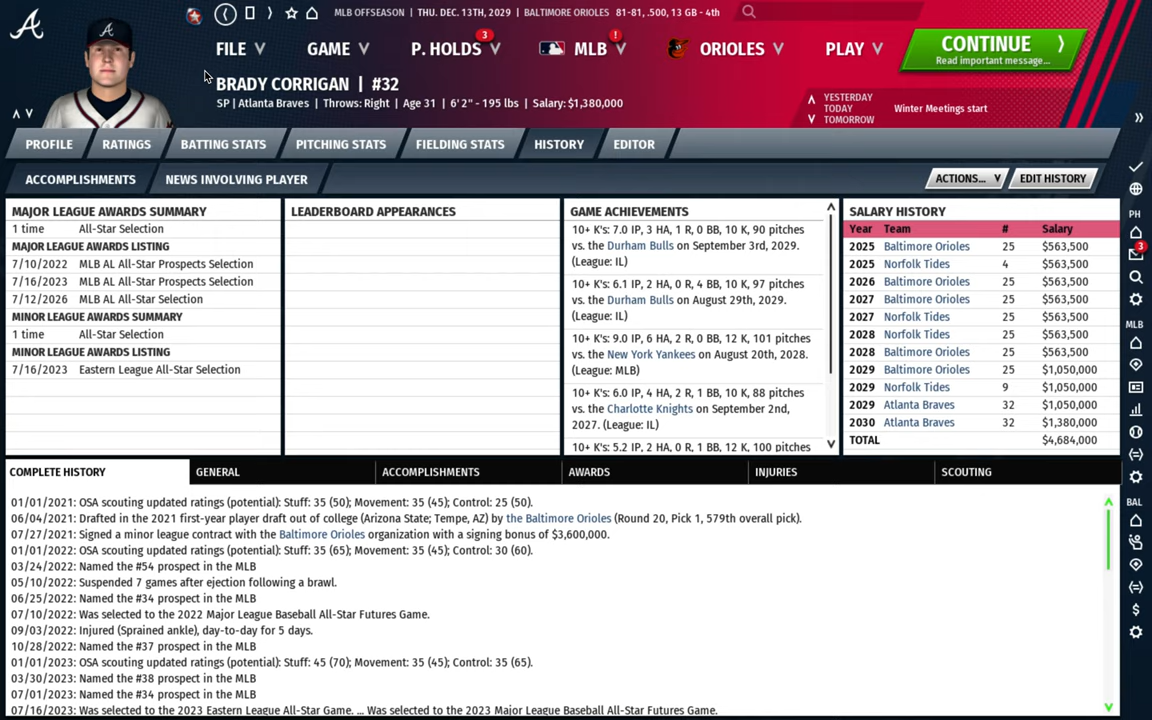 MLB OFFSEASON | THU. DEC. 13TH, 2029 | BALTIMORE ORIOLES 81-81, .500, 13 GB - 4th
FILE GAME P. HOLDS 3 MLB ! ORIOLES PLAY CONTINUE
Read important message...
BRADY CORRIGAN | #32
SP | Atlanta Braves | Throws: Right | Age 31 | 6'2" - 195 lbs | Salary: $1,380,000
YESTERDAY
TODAY Winter Meetings start
TOMORROW
PROFILE RATINGS BATTING STATS PITCHING STATS FIELDING STATS HISTORY EDITOR
ACCOMPLISHMENTS NEWS INVOLVING PLAYER ACTIONS... EDIT HISTORY
MAJOR LEAGUE AWARDS SUMMARY
1 time All-Star Selection
MAJOR LEAGUE AWARDS LISTING
7/10/2022 MLB AL All-Star Prospects Selection
7/16/2023 MLB AL All-Star Prospects Selection
7/12/2026 MLB AL All-Star Selection
MINOR LEAGUE AWARDS SUMMARY
1 time All-Star Selection
MINOR LEAGUE AWARDS LISTING
7/16/2023 Eastern League All-Star Selection
LEADERBOARD APPEARANCES
GAME ACHIEVEMENTS
10+ K's: 7.0 IP, 3 HA, 1 R, 0 BB, 10 K, 90 pitches
vs. the Durham Bulls on September 3rd, 2029.
(League: IL)
10+ K's: 6.1 IP, 2 HA, 0 R, 4 BB, 10 K, 97 pitches
vs. the Durham Bulls on August 29th, 2029.
(League: IL)
10+ K's: 9.0 IP, 6 HA, 2 R, 0 BB, 12 K, 101 pitches
vs. the New York Yankees on August 20th, 2028.
(League: MLB)
10+ K's: 6.0 IP, 4 HA, 2 R, 1 BB, 10 K, 88 pitches
vs. the Charlotte Knights on September 2nd,
2027. (League: IL)
10+ K's: 5.2 IP, 2 HA, 0 R, 1 BB, 12 K, 100 pitches
SALARY HISTORY
Year Team # Salary
2025 Baltimore Orioles 25 $563,500
2025 Norfolk Tides 4 $563,500
2026 Baltimore Orioles 25 $563,500
2027 Baltimore Orioles 25 $563,500
2027 Norfolk Tides 25 $563,500
2028 Norfolk Tides 25 $563,500
2028 Baltimore Orioles 25 $563,500
2029 Baltimore Orioles 25 $1,050,000
2029 Norfolk Tides 9 $1,050,000
2029 Atlanta Braves 32 $1,050,000
2030 Atlanta Braves 32 $1,380,000
TOTAL $4,684,000
PH
3
MLB
BAL
COMPLETE HISTORY GENERAL ACCOMPLISHMENTS AWARDS INJURIES SCOUTING
01/01/2021: OSA scouting updated ratings (potential): Stuff: 35 (50); Movement: 35 (45); Control: 25 (50).
06/04/2021: Drafted in the 2021 first-year player draft out of college (Arizona State; Tempe, AZ) by the Baltimore Orioles (Round 20, Pick 1, 579th overall pick).
07/27/2021: Signed a minor league contract with the Baltimore Orioles organization with a signing bonus of $3,600,000.
01/01/2022: OSA scouting updated ratings (potential): Stuff: 35 (65); Movement: 35 (45); Control: 30 (60).
03/24/2022: Named the #54 prospect in the MLB
05/10/2022: Suspended 7 games after ejection following a brawl.
06/25/2022: Named the #34 prospect in the MLB
07/10/2022: Was selected to the 2022 Major League Baseball All-Star Futures Game.
09/03/2022: Injured (Sprained ankle), day-to-day for 5 days.
10/28/2022: Named the #37 prospect in the MLB
01/01/2023: OSA scouting updated ratings (potential): Stuff: 45 (70); Movement: 35 (45); Control: 35 (65).
03/30/2023: Named the #38 prospect in the MLB
07/01/2023: Named the #34 prospect in the MLB
07/16/2023: Was selected to the 2023 Eastern League All-Star Game. ... Was selected to the 2023 Major League Baseball All-Star Futures Game.